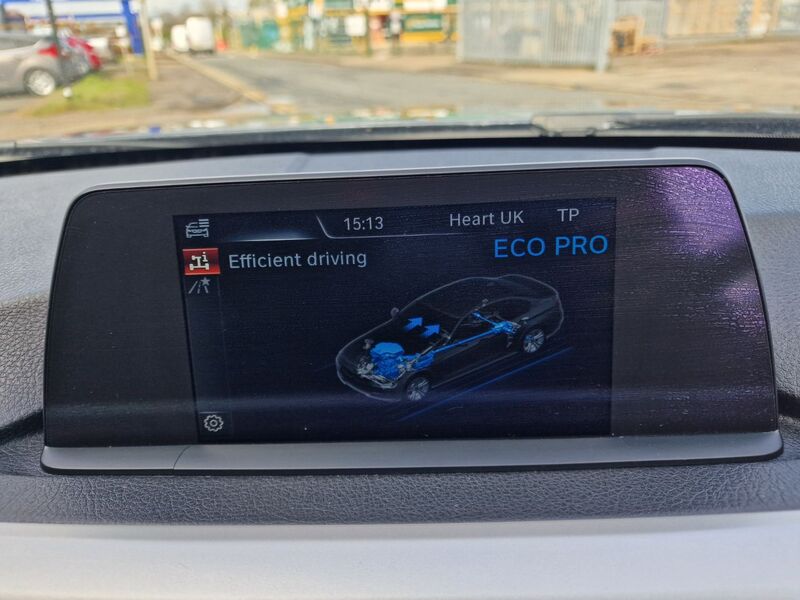 15:13 Heart UK TP
ECO PRO
Efficient driving